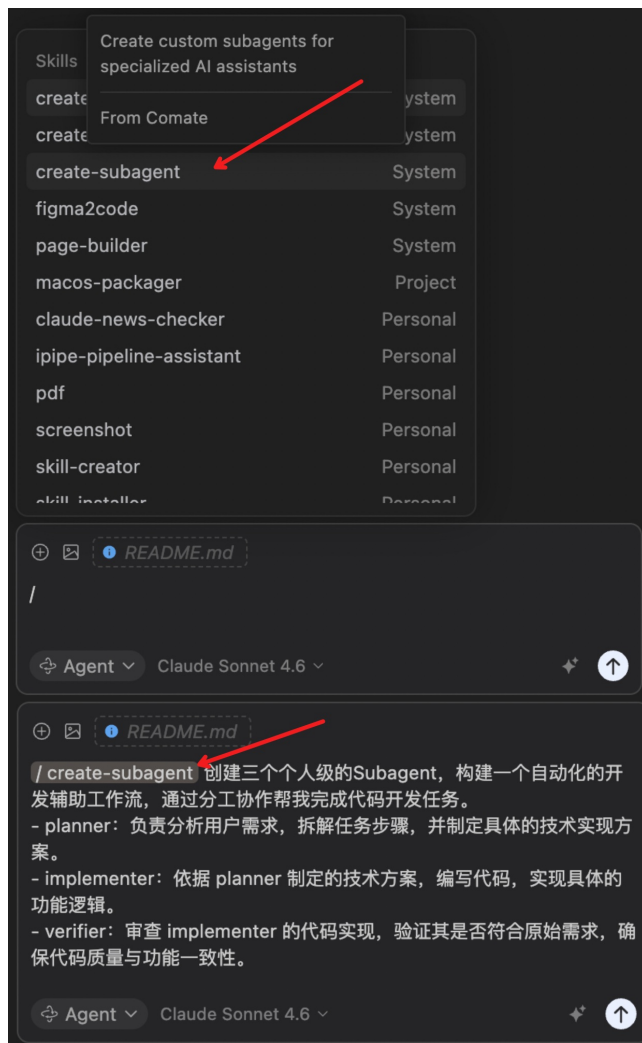 Create custom subagents for
specialized AI assistants
From Comate
Skills
create ystem
create ystem
create-subagent System
figma2code System
page-builder System
macos-packager Project
claude-news-checker Personal
ipipe-pipeline-assistant Personal
pdf Personal
screenshot Personal
skill-creator Personal
skill-installer Personal
README.md
/
Agent Claude Sonnet 4.6
README.md
/ create-subagent 创建三个个人级的Subagent，构建一个自动化的开
发辅助工作流，通过分工协作帮我完成代码开发任务。
- planner：负责分析用户需求，拆解任务步骤，并制定具体的技术实现方
案。
- implementer：依据 planner 制定的技术方案，编写代码，实现具体的
功能逻辑。
- verifier：审查 implementer 的代码实现，验证其是否符合原始需求，确
保代码质量与功能一致性。
Agent Claude Sonnet 4.6